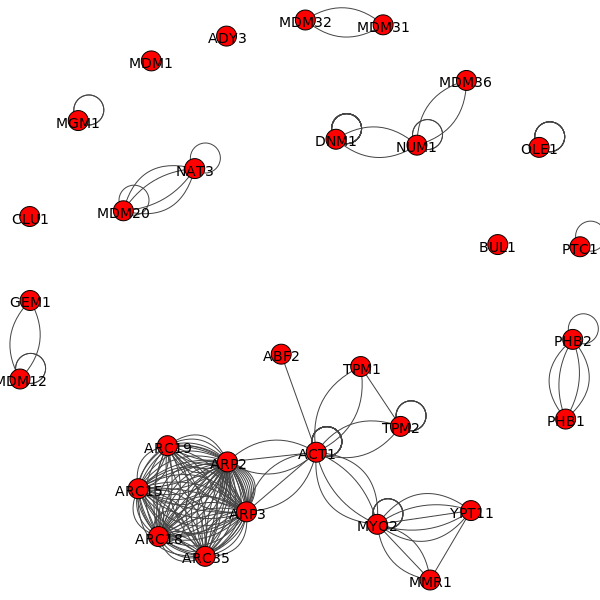 MDM32
MDM31
ADY3
MDM1
MDM36
MGM1
DNM1
NUM1
OLE1
NAT3
MDM20
CLU1
BUL1
PTC1
GEM1
PHB2
ABF2
TPM1
MDM12
PHB1
TPM2
ARC19
ACT1
ARP2
ARC15
ARP3
YPT11
MYO2
ARC18
ARC35
MMR1